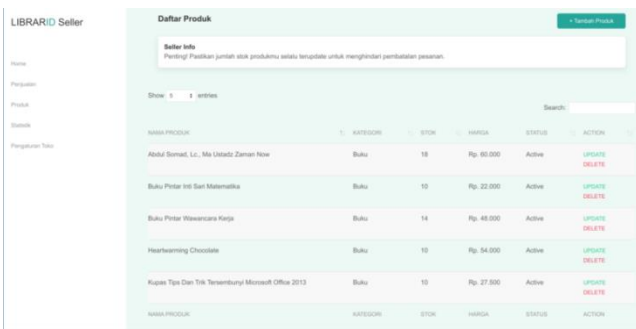 LIBRARID Seller
Home
Penjualan
Produk
Statistik
Pengaturan Toko
Daftar Produk
+ Tambah Produk
Seller Info
Penting! Pastikan jumlah stok produkmu selalu terupdate untuk menghindari pembatalan pesanan.
Show 5 entries
Search:
NAMA PRODUK KATEGORI STOK HARGA STATUS ACTION
Abdul Somad, Lc., Ma Ustadz Zaman Now Buku 18 Rp. 60.000 Active UPDATE
DELETE
Buku Pintar Inti Sari Matematika Buku 10 Rp. 22.000 Active UPDATE
DELETE
Buku Pintar Wawancara Kerja Buku 14 Rp. 48.000 Active UPDATE
DELETE
Heartwarming Chocolate Buku 10 Rp. 54.000 Active UPDATE
DELETE
Kupas Tips Dan Trik Tersembunyi Microsoft Office 2013 Buku 10 Rp. 27.500 Active UPDATE
DELETE
NAMA PRODUK KATEGORI STOK HARGA STATUS ACTION